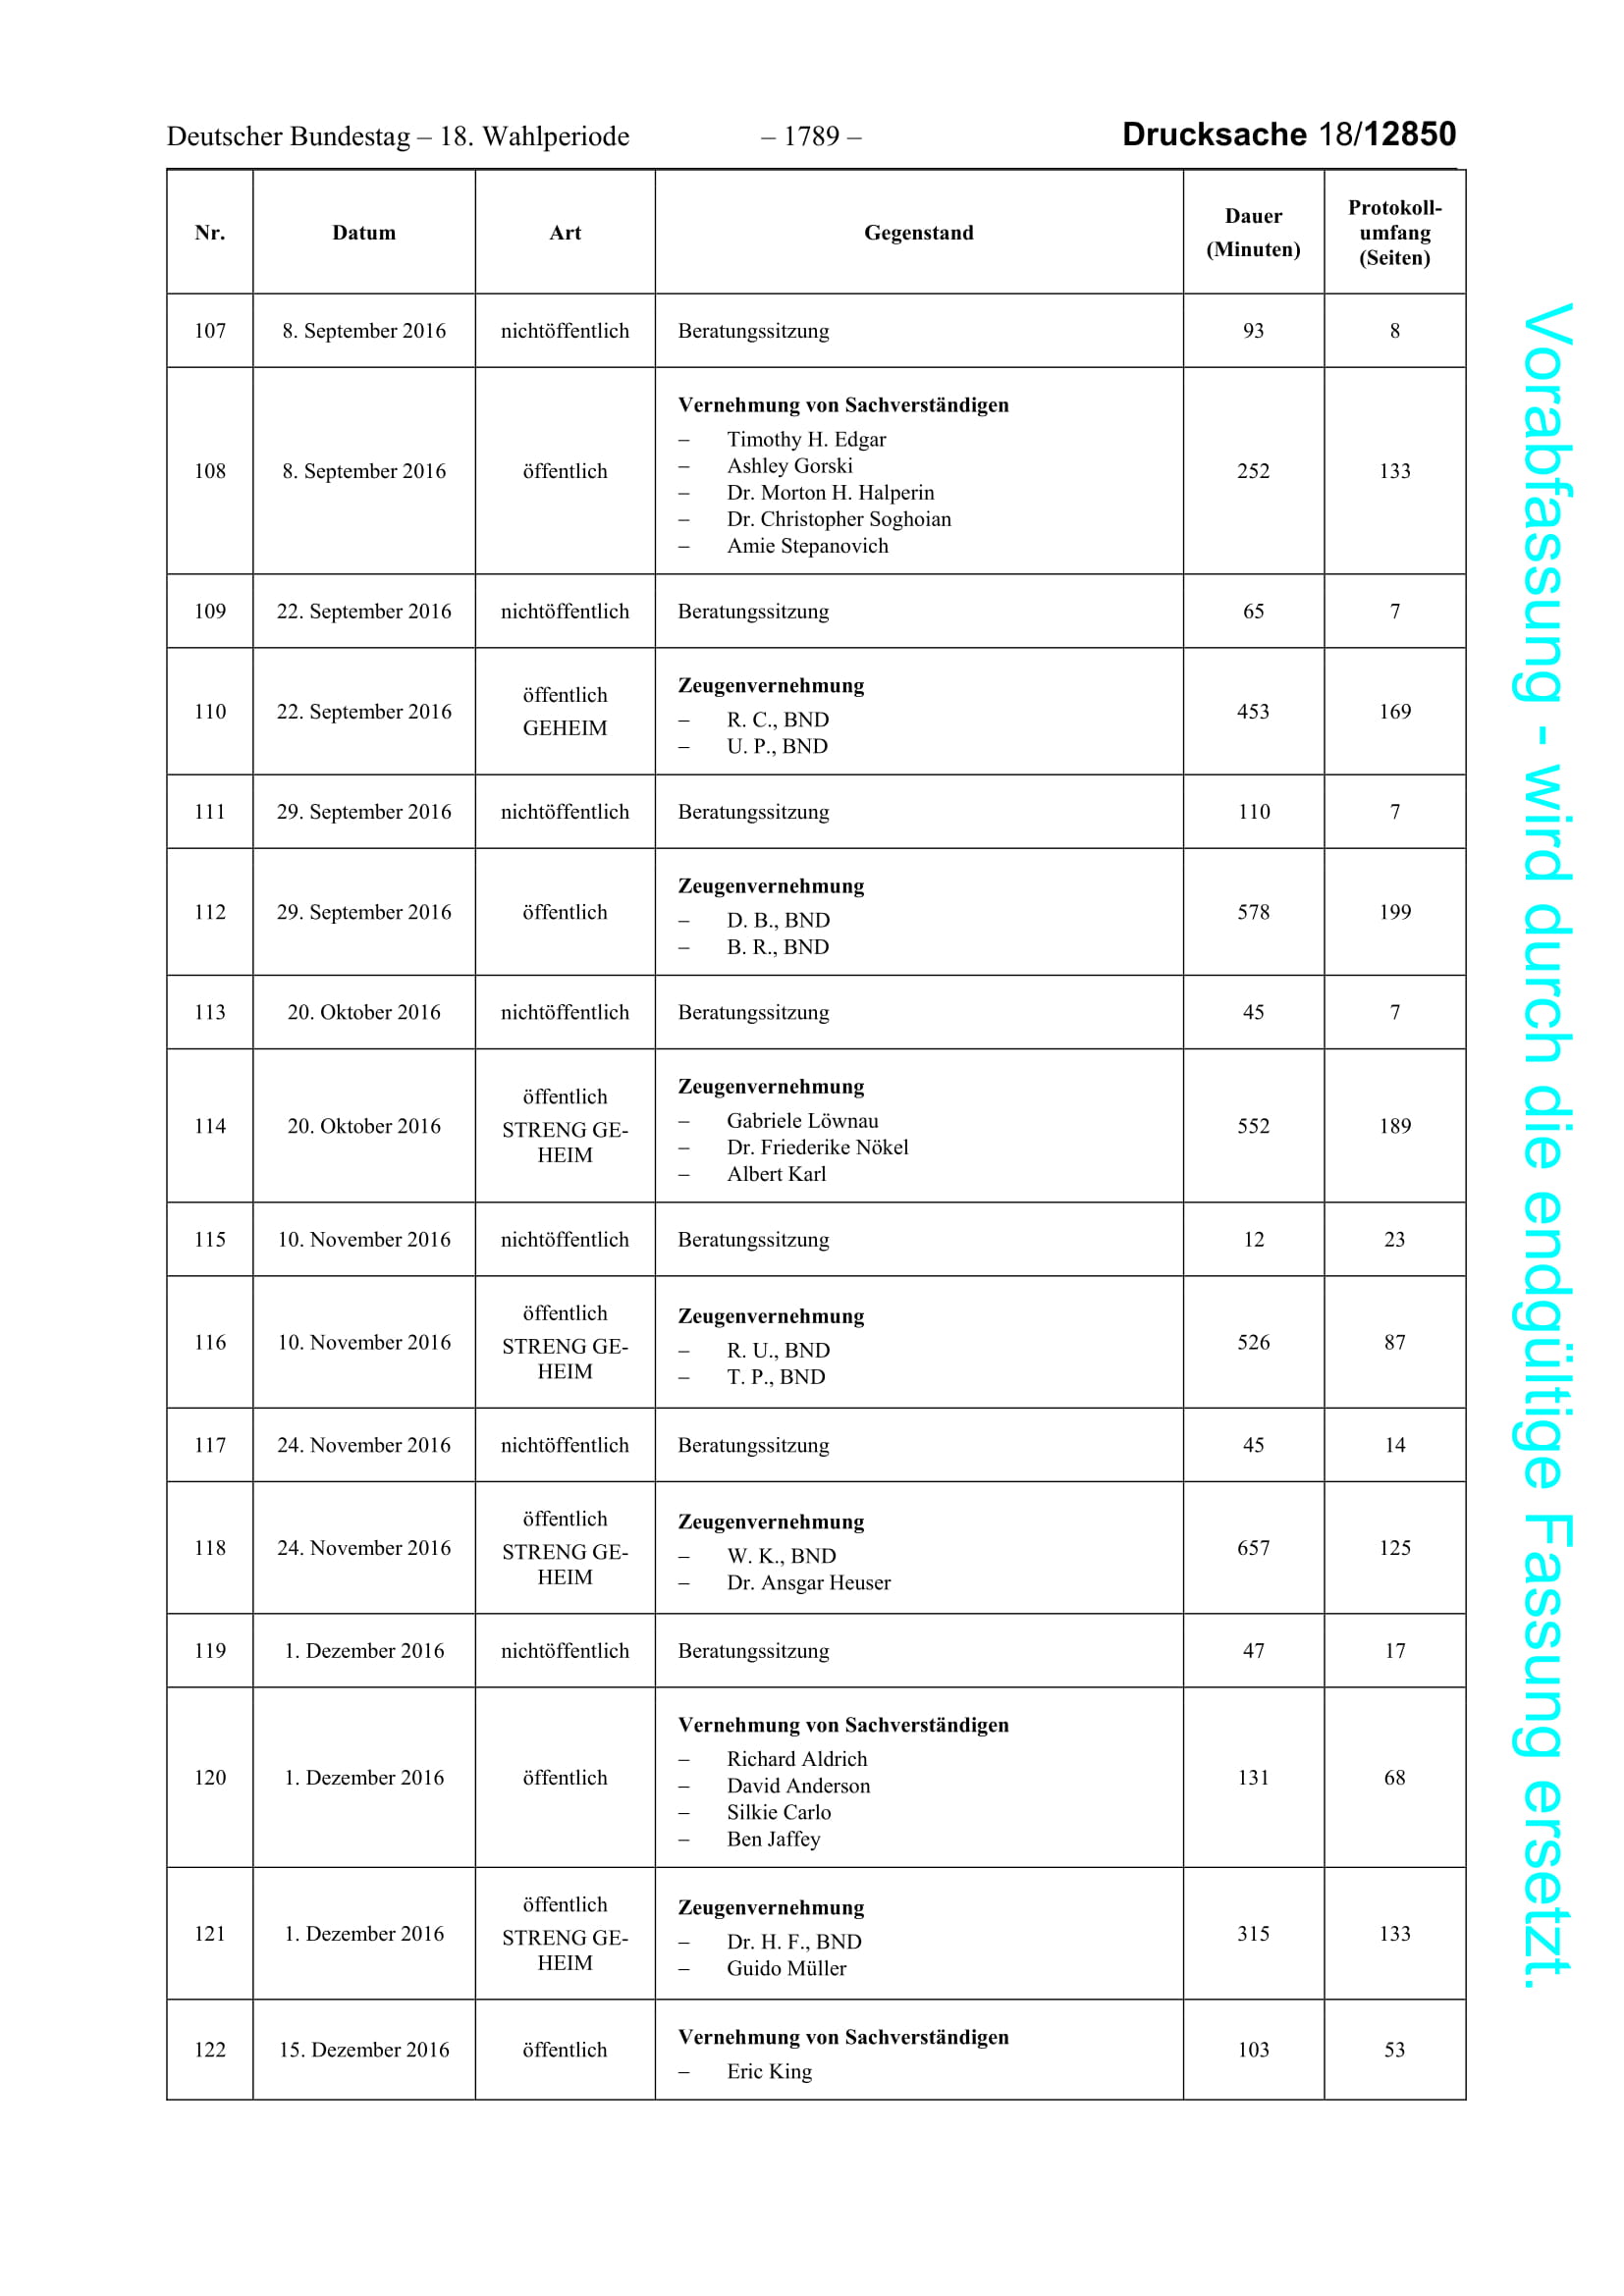 Deutscher Bundestag – 18. Wahlperiode – 1789 – Drucksache 18/12850
Nr. Datum Art Gegenstand Dauer (Minuten) Protokoll-
umfang
(Seiten)
107 8. September 2016 nichtöffentlich Beratungssitzung 93 8
108 8. September 2016 öffentlich Vernehmung von Sachverständigen
– Timothy H. Edgar
– Ashley Gorski
– Dr. Morton H. Halperin
– Dr. Christopher Soghoian
– Amie Stepanovich
252 133
109 22. September 2016 nichtöffentlich Beratungssitzung 65 7
110 22. September 2016 öffentlich
GEHEIM
Zeugenvernehmung
– R. C., BND
– U. P., BND
453 169
111 29. September 2016 nichtöffentlich Beratungssitzung 110 7
112 29. September 2016 öffentlich Zeugenvernehmung
– D. B., BND
– B. R., BND
578 199
113 20. Oktober 2016 nichtöffentlich Beratungssitzung 45 7
114 20. Oktober 2016 öffentlich
STRENG GE-
HEIM
Zeugenvernehmung
– Gabriele Löwnau
– Dr. Friederike Nökel
– Albert Karl
552 189
115 10. November 2016 nichtöffentlich Beratungssitzung 12 23
116 10. November 2016 öffentlich
STRENG GE-
HEIM
Zeugenvernehmung
– R. U., BND
– T. P., BND
526 87
117 24. November 2016 nichtöffentlich Beratungssitzung 45 14
118 24. November 2016 öffentlich
STRENG GE-
HEIM
Zeugenvernehmung
– W. K., BND
– Dr. Ansgar Heuser
657 125
119 1. Dezember 2016 nichtöffentlich Beratungssitzung 47 17
120 1. Dezember 2016 öffentlich Vernehmung von Sachverständigen
– Richard Aldrich
– David Anderson
– Silkie Carlo
– Ben Jaffey
131 68
121 1. Dezember 2016 öffentlich
STRENG GE-
HEIM
Zeugenvernehmung
– Dr. H. F., BND
– Guido Müller
315 133
122 15. Dezember 2016 öffentlich Vernehmung von Sachverständigen
– Eric King
103 53
Vorabfassung - wird durch die endgültige Fassung ersetzt.